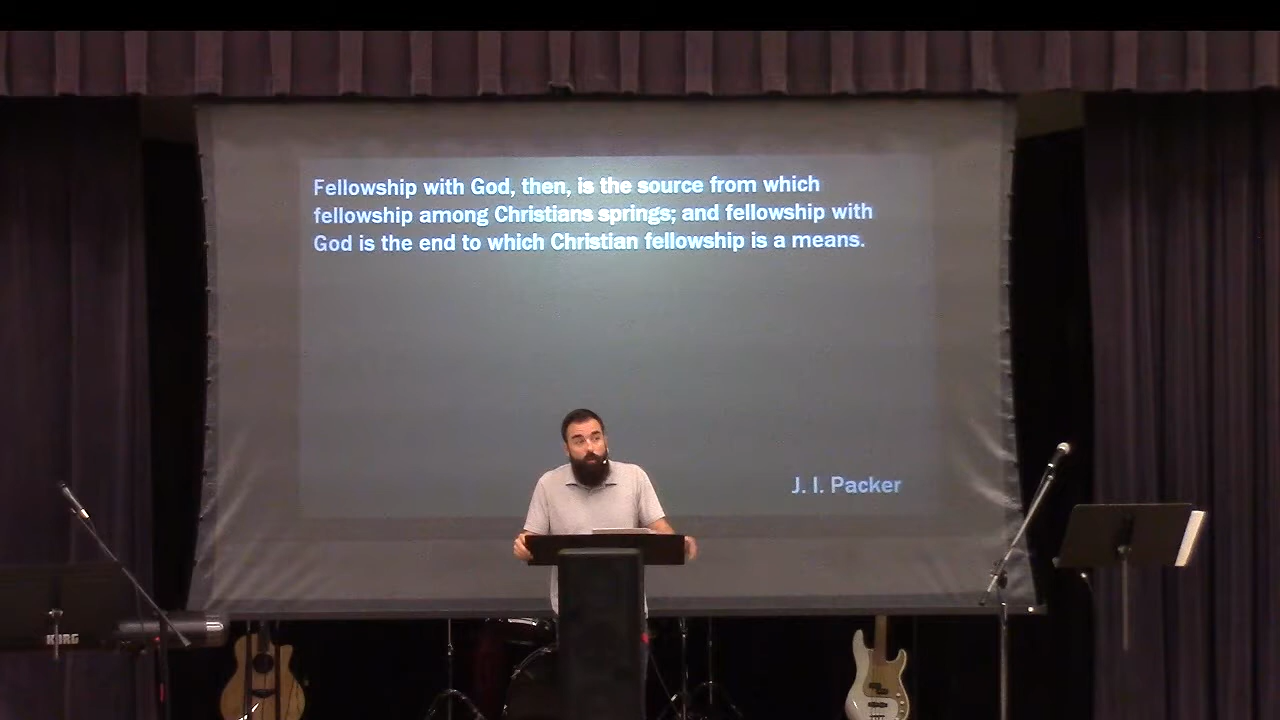 Fellowship with God, then, is the source from which
fellowship among Christians springs; and fellowship with
God is the end to which Christian fellowship is a means.
J. I. Packer
KORG